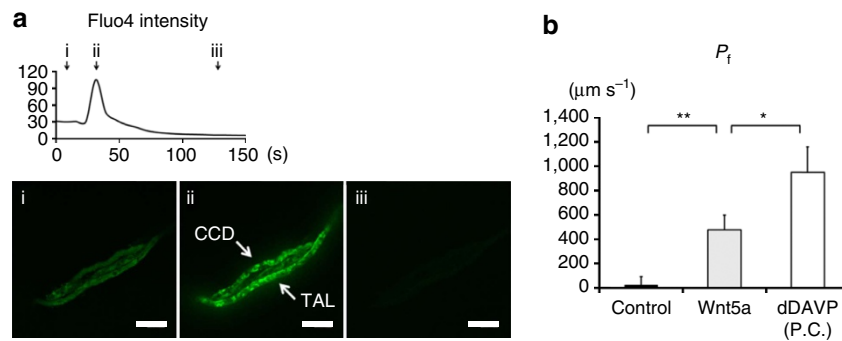 a
Fluo4 intensity
i ii iii
120
90
60
30
0
0 50 100 150 (s)
i
ii
CCD
TAL
iii
b
Pf
(μm s−1)
** *
1,400
1,200
1,000
800
600
400
200
0
Control Wnt5a dDAVP
(P.C.)